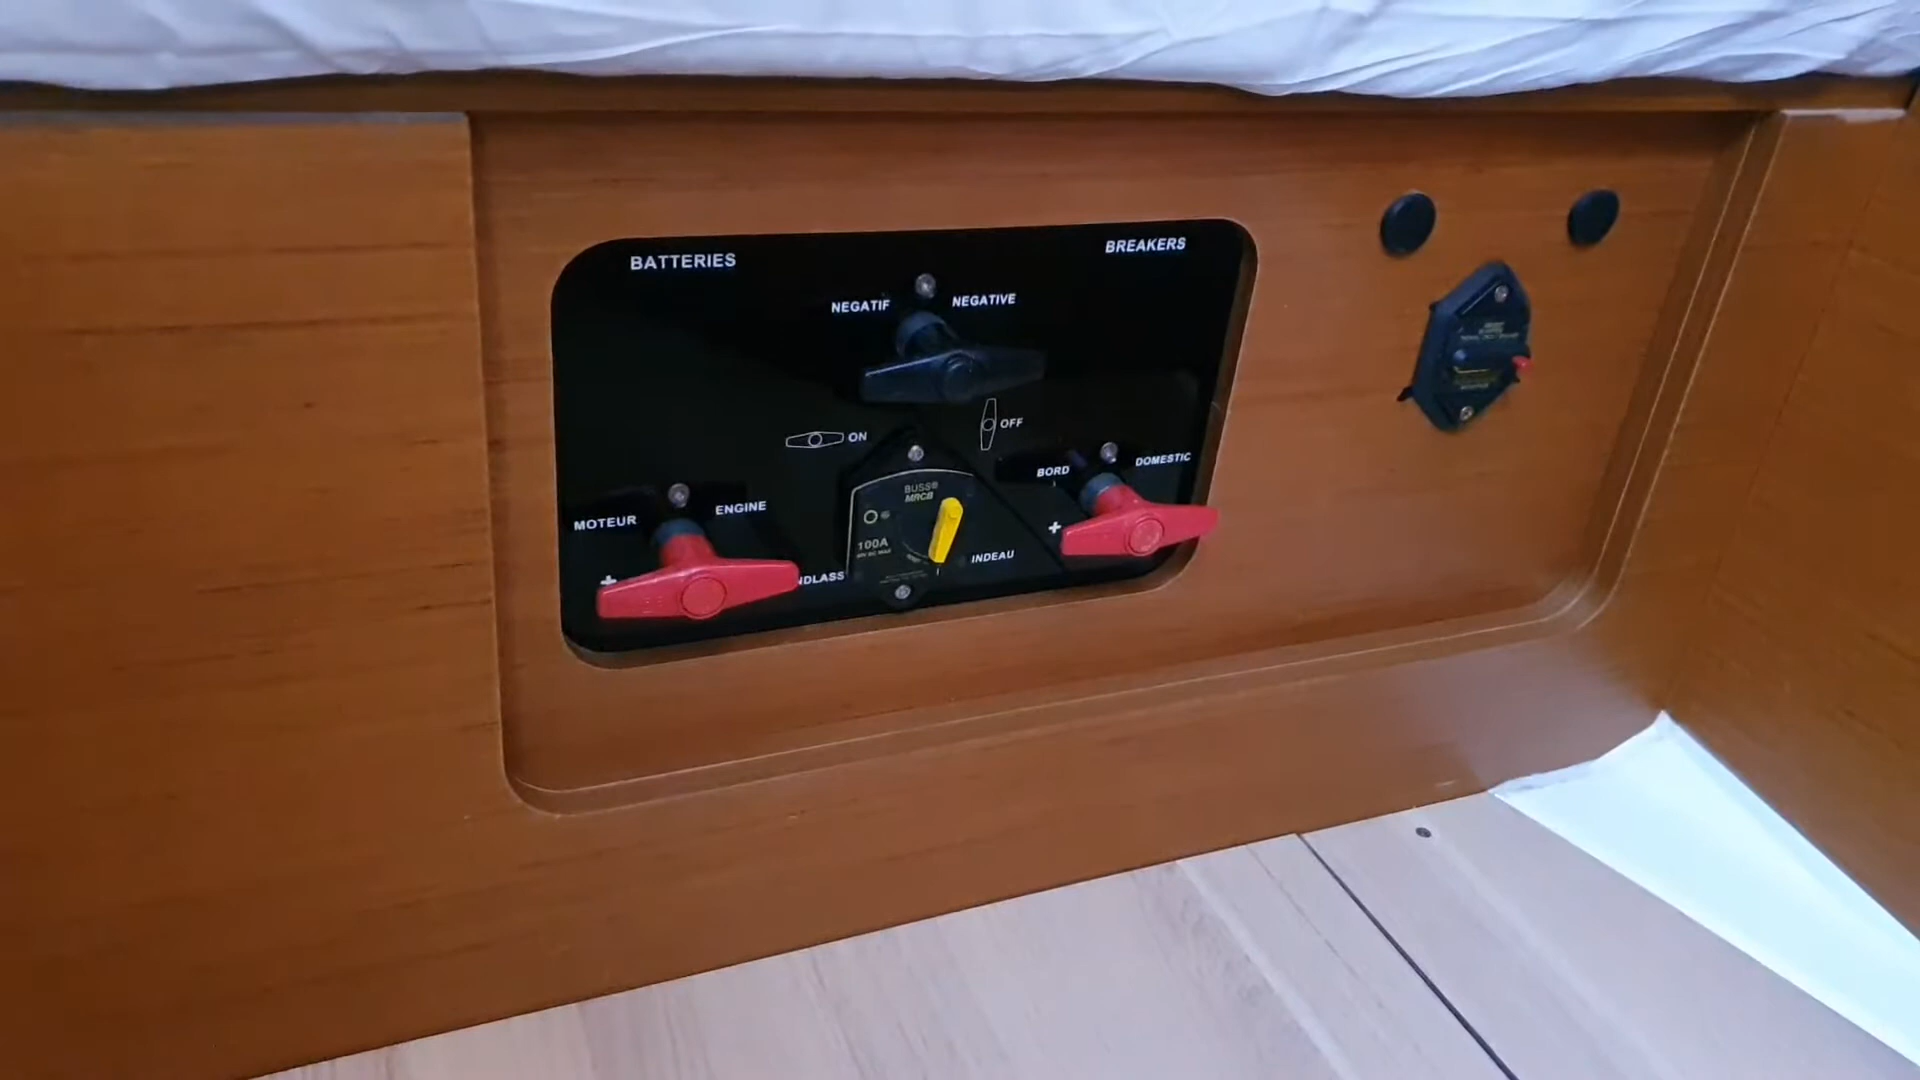 BATTERIES
BREAKERS
NEGATIF NEGATIVE
ON
OFF
BORD DOMESTIC
MOTEUR ENGINE
BUSS®
MRCB
100A
+
+
NDLASS
INDEAU